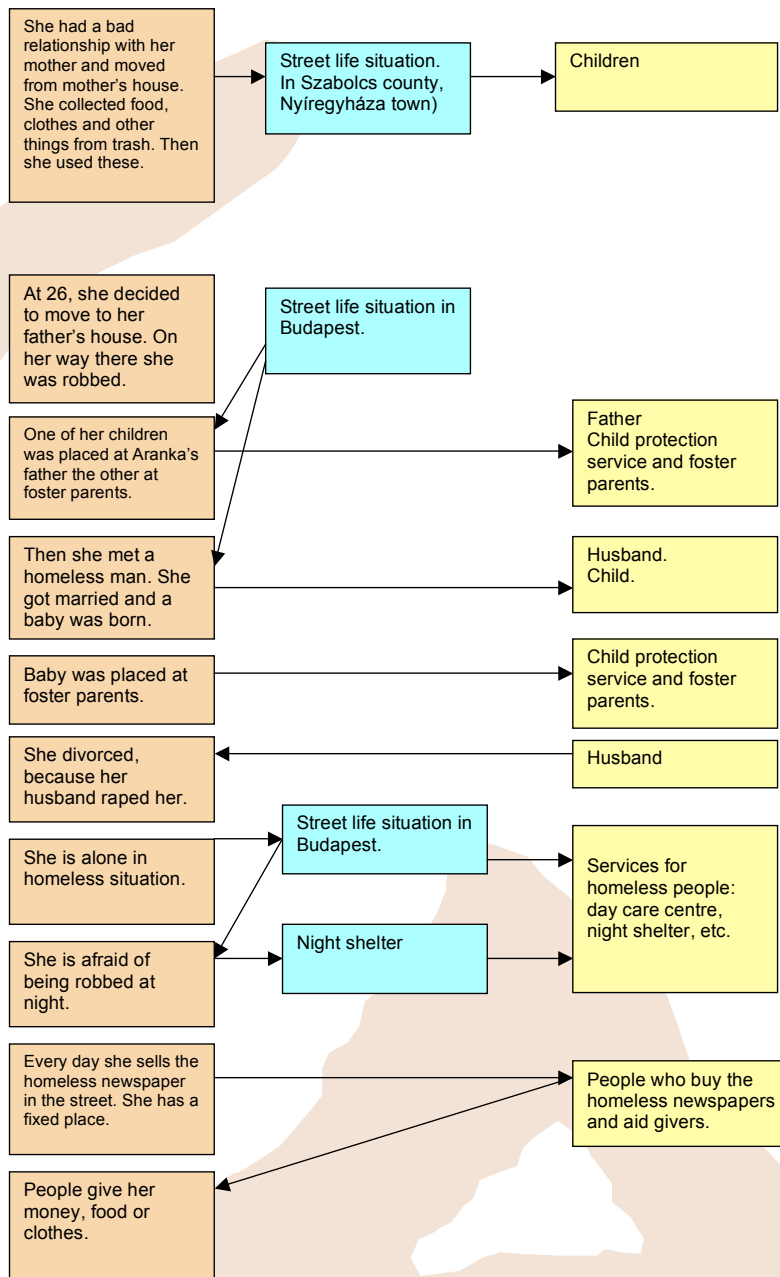 She had a bad
relationship with her
mother and moved
from mother's house.
She collected food,
clothes and other
things from trash. Then
she used these.
Street life situation.
In Szabolcs county,
Nyíregyháza town)
Children
At 26, she decided
to move to her
father's house. On
her way there she
was robbed.
Street life situation in
Budapest.
One of her children
was placed at Aranka's
father the other at
foster parents.
Father
Child protection
service and foster
parents.
Then she met a
homeless man. She
got married and a
baby was born.
Husband.
Child.
Baby was placed at
foster parents.
Child protection
service and foster
parents.
She divorced,
because her
husband raped her.
Husband
She is alone in
homeless situation.
Street life situation in
Budapest.
Services for
homeless people:
day care centre,
night shelter, etc.
She is afraid of
being robbed at
night.
Night shelter
Every day she sells the
homeless newspaper
in the street. She has a
fixed place.
People who buy the
homeless newspapers
and aid givers.
People give her
money, food or
clothes.